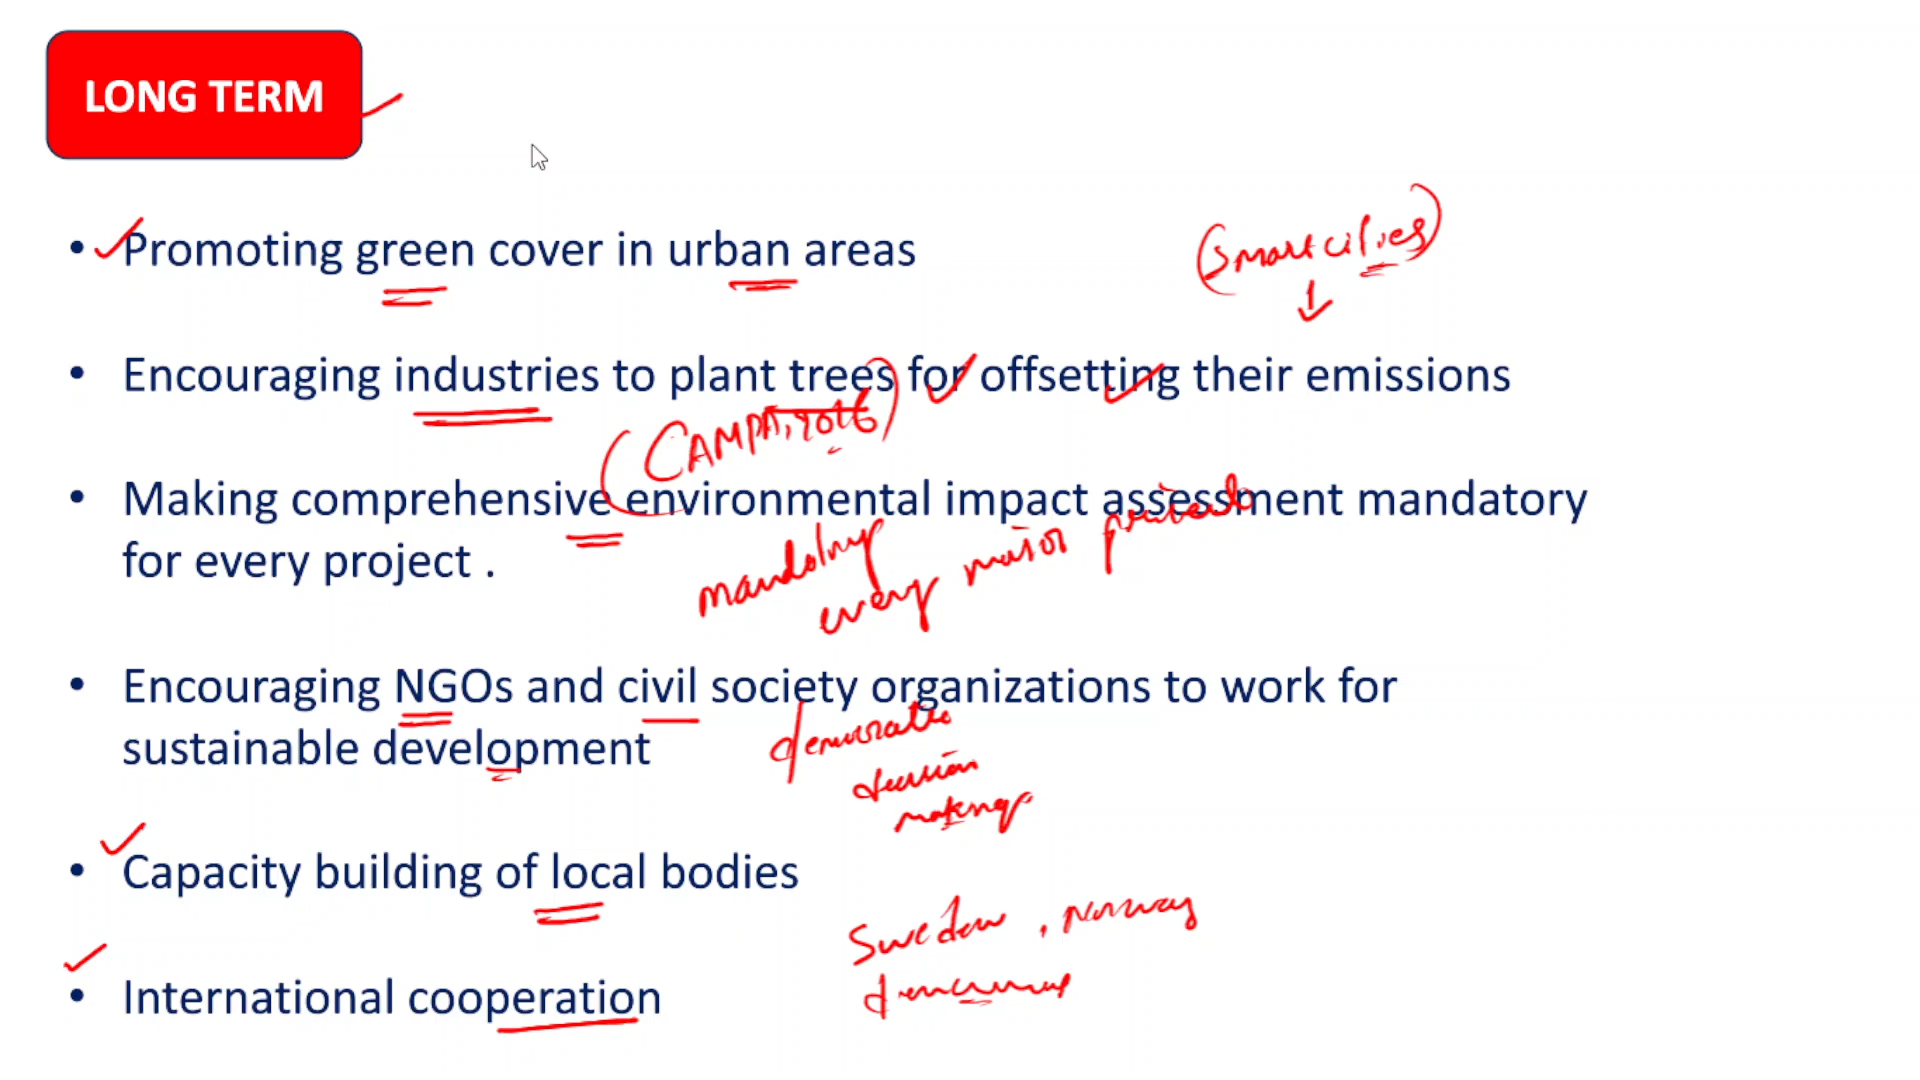 LONG TERM
• Promoting green cover in urban areas
(Smart cities)
• Encouraging industries to plant trees for offsetting their emissions
(CAMPA, 2016)
• Making comprehensive environmental impact assessment mandatory
for every project .
mandatory
every major
• Encouraging NGOs and civil society organizations to work for
sustainable development
democratic
decision
making
• Capacity building of local bodies
Sweden, Norway
• International cooperation